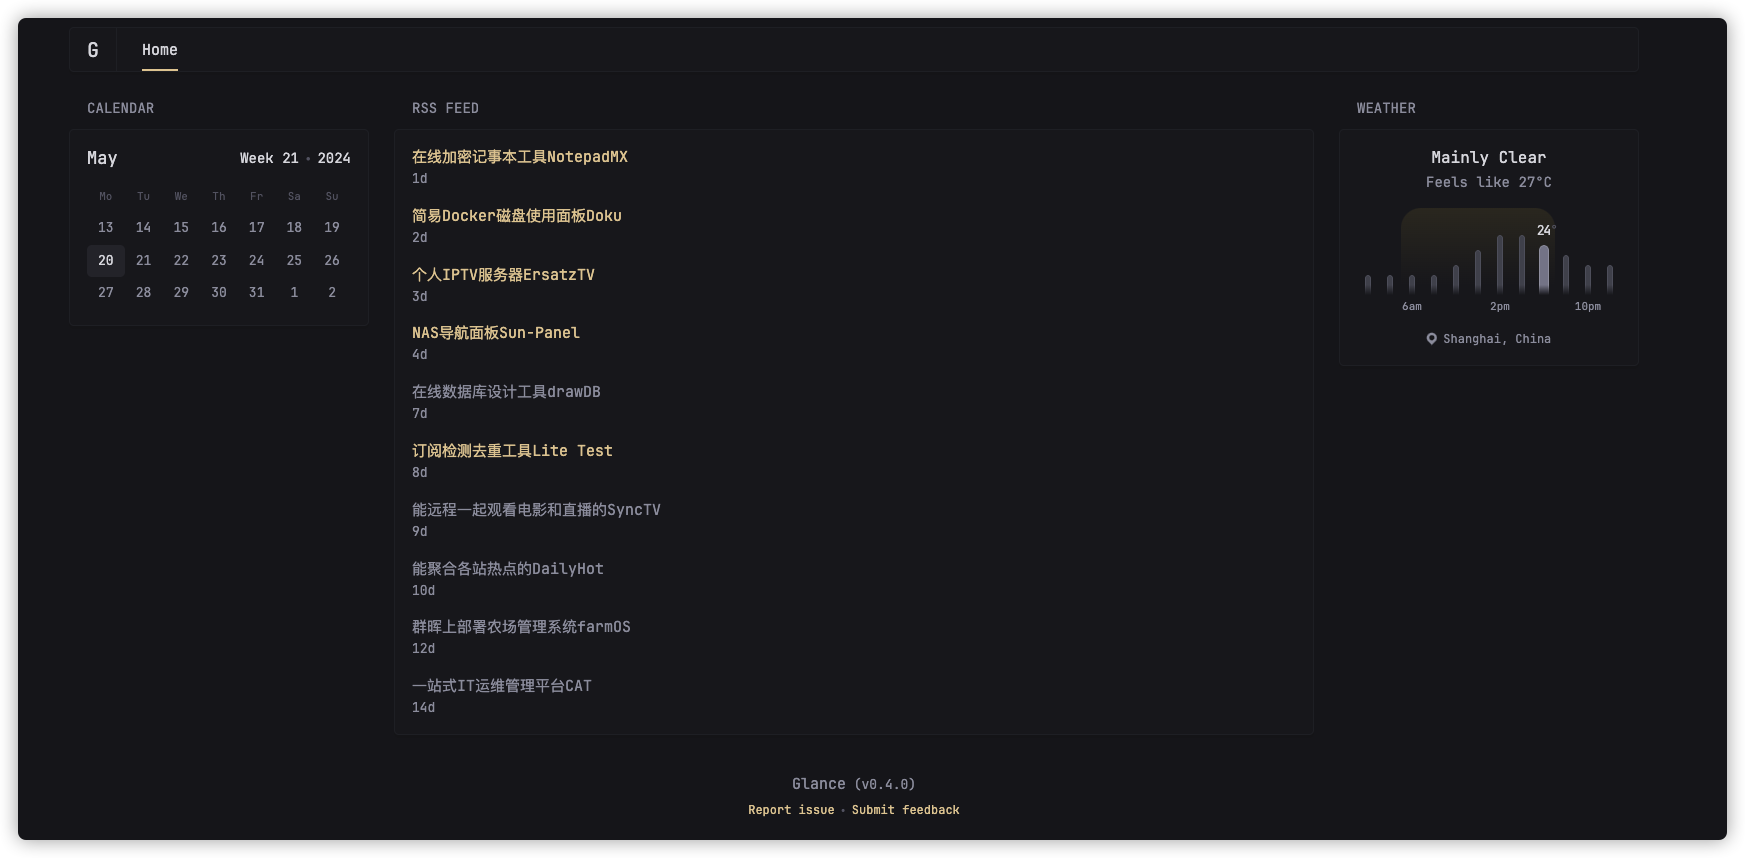 G Home
CALENDAR
May Week 21 • 2024
Mo Tu We Th Fr Sa Su
13 14 15 16 17 18 19
20 21 22 23 24 25 26
27 28 29 30 31 1 2
RSS FEED
在线加密记事本工具NotepadMX
1d
简易Docker磁盘使用面板Doku
2d
个人IPTV服务器ErsatzTV
3d
NAS导航面板Sun-Panel
4d
在线数据库设计工具drawDB
7d
订阅检测去重工具Lite Test
8d
能远程一起观看电影和直播的SyncTV
9d
能聚合各站热点的DailyHot
10d
群晖上部署农场管理系统farmOS
12d
一站式IT运维管理平台CAT
14d
WEATHER
Mainly Clear
Feels like 27°C
24°
6am 2pm 10pm
Shanghai, China
Glance (v0.4.0)
Report issue • Submit feedback